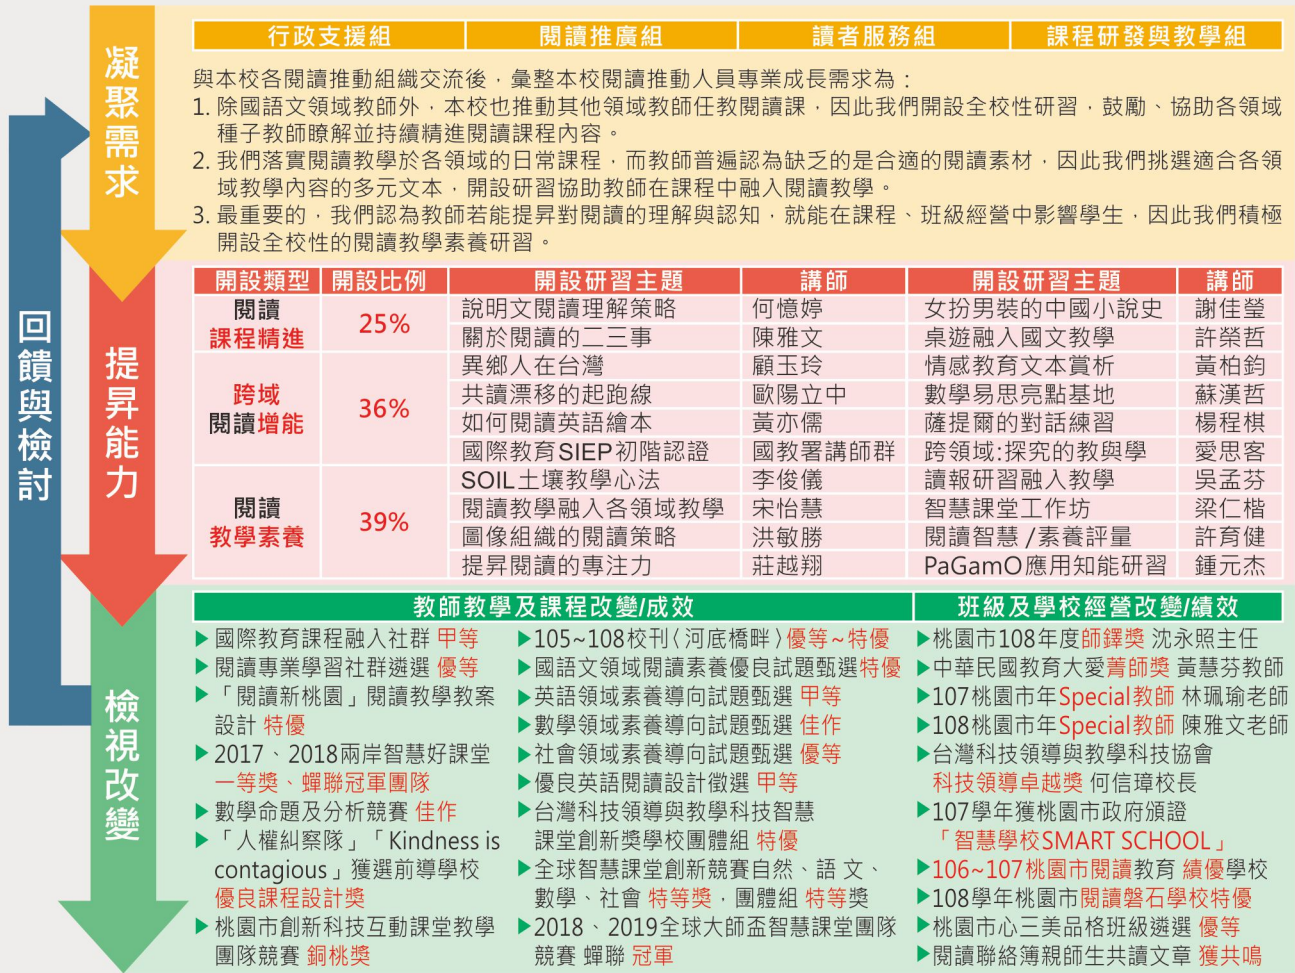 凝聚需求
行政支援組 閱讀推廣組 讀者服務組 課程研發與教學組
與本校各閱讀推動組織交流後，彙整本校閱讀推動人員專業成長需求為：
1. 除國語文領域教師外，本校也推動其他領域教師任教閱讀課，因此我們開設全校性研習，鼓勵、協助各領域
種子教師瞭解並持續精進閱讀課程內容。
2. 我們落實閱讀教學於各領域的日常課程，而教師普遍認為缺乏的是合適的閱讀素材，因此我們挑選適合各領
域教學內容的多元文本，開設研習協助教師在課程中融入閱讀教學。
3. 最重要的，我們認為教師若能提昇對閱讀的理解與認知，就能在課程、班級經營中影響學生，因此我們積極
開設全校性的閱讀教學素養研習。
回饋與檢討
提昇能力
開設類型 開設比例 開設研習主題 講師 開設研習主題 講師
閱讀
課程精進
25%
說明文閱讀理解策略 何憶婷 女扮男裝的中國小說史 謝佳瑩
關於閱讀的二三事 陳雅文 桌遊融入國文教學 許榮哲
跨域
閱讀增能
36%
異鄉人在台灣 顧玉玲 情感教育文本賞析 黃柏鈞
共讀漂移的起跑線 歐陽立中 數學易思亮點基地 蘇漢哲
如何閱讀英語繪本 黃亦儒 薩提爾的對話練習 楊程棋
國際教育SIEP初階認證 國教署講師群 跨領域:探究的教與學 愛思客
閱讀
教學素養
39%
SOIL土壤教學心法 李俊儀 讀報研習融入教學 吳孟芬
閱讀教學融入各領域教學 宋怡慧 智慧課堂工作坊 梁仁楷
圖像組織的閱讀策略 洪敏勝 閱讀智慧 /素養評量 許育健
提昇閱讀的專注力 莊越翔 PaGamO應用知能研習 鍾元杰
檢視改變
教師教學及課程改變/成效
▶國際教育課程融入社群 甲等
▶閱讀專業學習社群遴選 優等
▶「閱讀新桃園」閱讀教學教案
設計 特優
▶2017、2018兩岸智慧好課堂
一等獎、蟬聯冠軍團隊
▶數學命題及分析競賽 佳作
▶「人權糾察隊」「Kindness is
contagious」獲選前導學校
優良課程設計獎
▶桃園市創新科技互動課堂教學
團隊競賽 銅桃獎
▶105~108校刊〈河底橋畔〉優等~特優
▶國語文領域閱讀素養優良試題甄選特優
▶英語領域素養導向試題甄選 甲等
▶數學領域素養導向試題甄選 佳作
▶社會領域素養導向試題甄選 優等
▶優良英語閱讀設計徵選 甲等
▶台灣科技領導與教學科技智慧
課堂創新獎學校團體組 特優
▶全球智慧課堂創新競賽自然、語 文、
數學、社會 特等獎，團體組 特等獎
▶2018、2019全球大師盃智慧課堂團隊
競賽 蟬聯 冠軍
班級及學校經營改變/績效
▶桃園市108年度師鐸獎 沈永照主任
▶中華民國教育大愛菁師獎 黃慧芬教師
▶107桃園市年Special教師 林珮瑜老師
▶108桃園市年Special教師 陳雅文老師
▶台灣科技領導與教學科技協會
科技領導卓越獎 何信璋校長
▶107學年獲桃園市政府頒證
「智慧學校SMART SCHOOL」
▶106~107桃園市閱讀教育 績優學校
▶108學年桃園市閱讀磐石學校特優
▶桃園市心三美品格班級遴選 優等
▶閱讀聯絡簿親師生共讀文章 獲共鳴